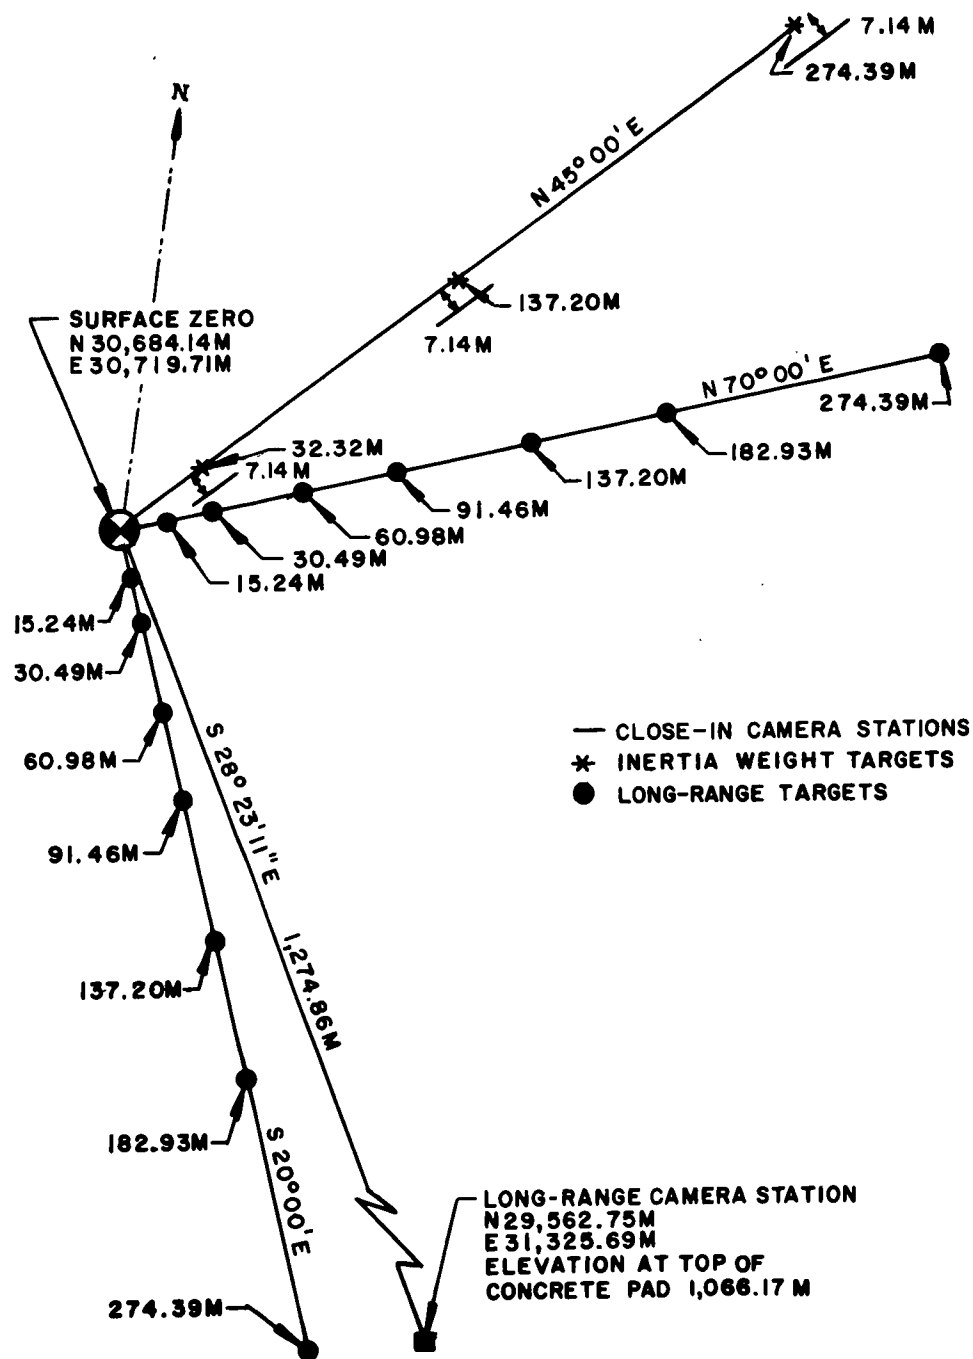 7.14 M
274.39M
N
N 45° 00' E
137.20M
7.14 M
SURFACE ZERO
N 30,684.14M
E 30,719.71M
N 70° 00' E
274.39M
182.93M
137.20M
91.46M
60.98M
30.49M
15.24M
32.32M
7.14 M
15.24M
30.49M
60.98M
91.46M
137.20M
182.93M
274.39M
S 28° 23' 11" E
1,274.86M
S 20°00' E
CLOSE-IN CAMERA STATIONS
INERTIA WEIGHT TARGETS
LONG-RANGE TARGETS
LONG-RANGE CAMERA STATION
N 29,562.75M
E 31,325.69M
ELEVATION AT TOP OF
CONCRETE PAD 1,066.17 M